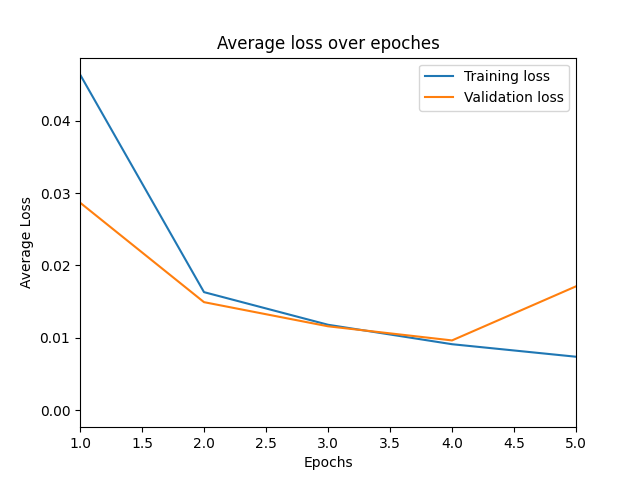 Average loss over epoches
Training loss
Validation loss
0.04
0.03
0.02
0.01
0.00
Average Loss
1.0 1.5 2.0 2.5 3.0 3.5 4.0 4.5 5.0
Epochs